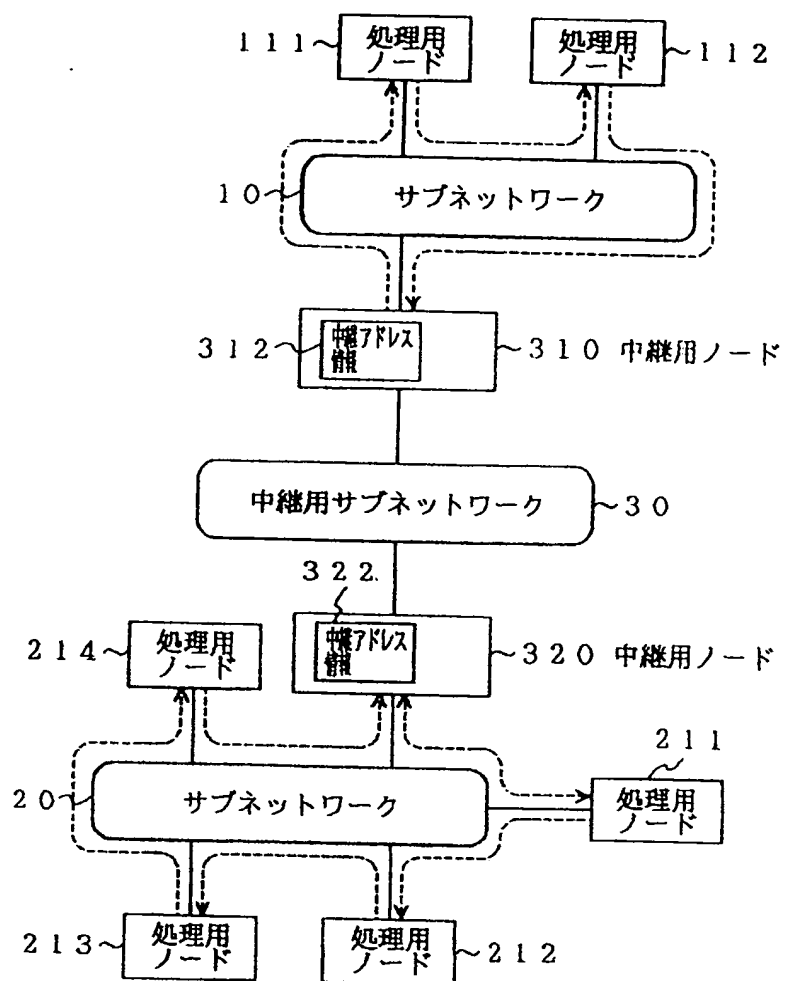 111
処理用
ノード
処理用
ノード
112
10
サブネットワーク
312
中継アドレス
情報
310 中継用ノード
中継用サブネットワーク
30
322
中継アドレス
情報
320 中継用ノード
214
処理用
ノード
211
処理用
ノード
20
サブネットワーク
213
処理用
ノード
処理用
ノード
212